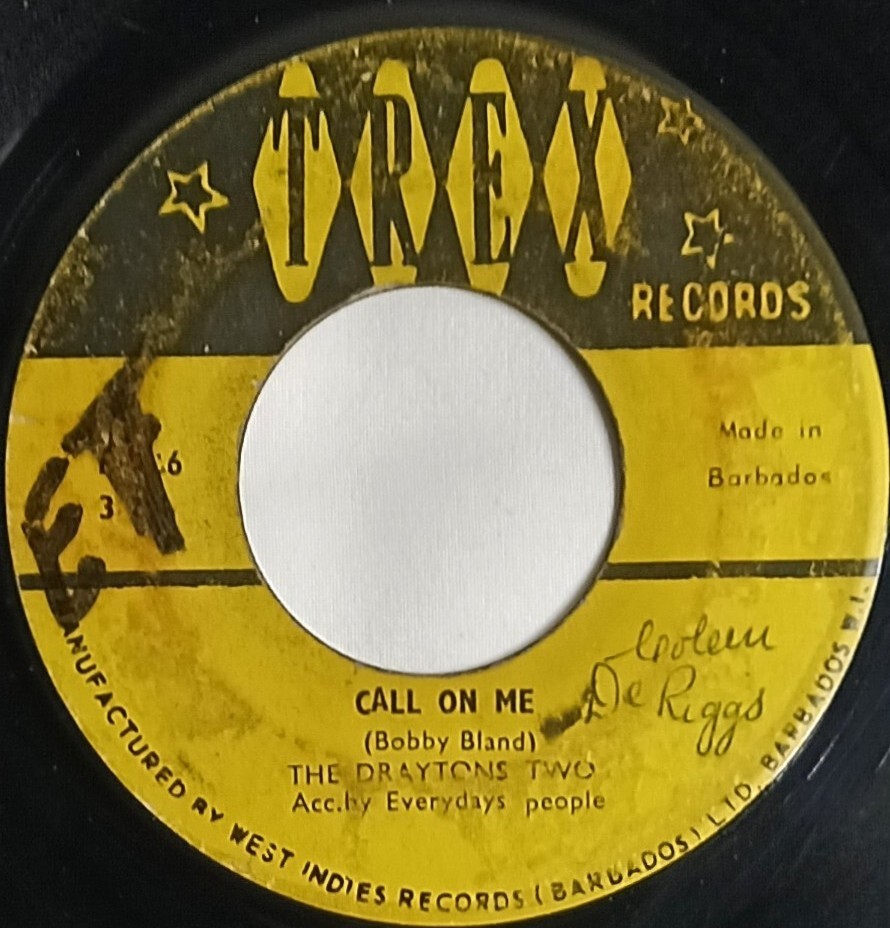 TREX
RECORDS
Made in
Barbados
CALL ON ME
(Bobby Bland)
THE DRAYTONS TWO
Acc.by Everydays people
De Riggs
MANUFACTURED BY WEST INDIES RECORDS (BARBADOS) LTD. BARBADOS W.I.